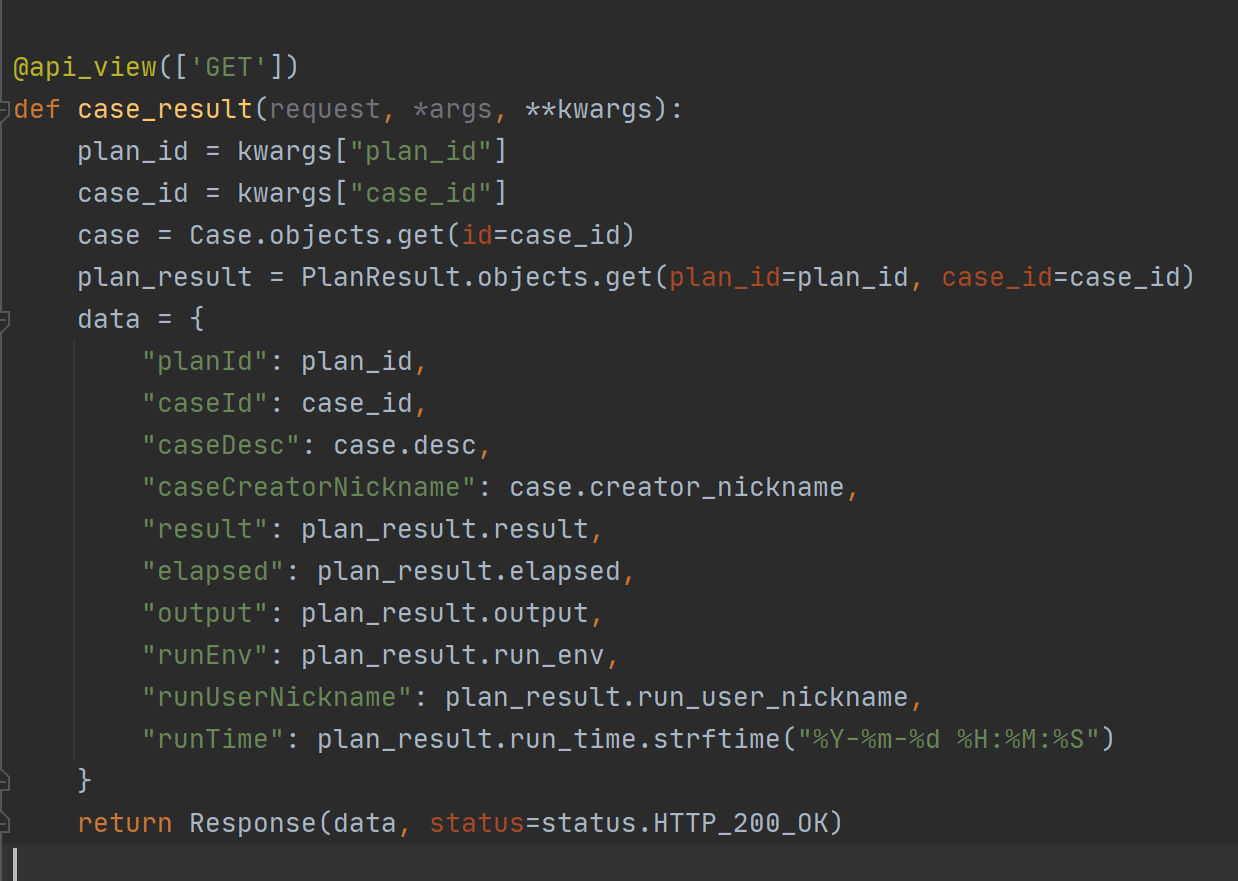 @api_view(['GET'])
def case_result(request, *args, **kwargs):
    plan_id = kwargs["plan_id"]
    case_id = kwargs["case_id"]
    case = Case.objects.get(id=case_id)
    plan_result = PlanResult.objects.get(plan_id=plan_id, case_id=case_id)
    data = {
        "planId": plan_id,
        "caseId": case_id,
        "caseDesc": case.desc,
        "caseCreatorNickname": case.creator_nickname,
        "result": plan_result.result,
        "elapsed": plan_result.elapsed,
        "output": plan_result.output,
        "runEnv": plan_result.run_env,
        "runUserNickname": plan_result.run_user_nickname,
        "runTime": plan_result.run_time.strftime("%Y-%m-%d %H:%M:%S")
    }
    return Response(data, status=status.HTTP_200_OK)